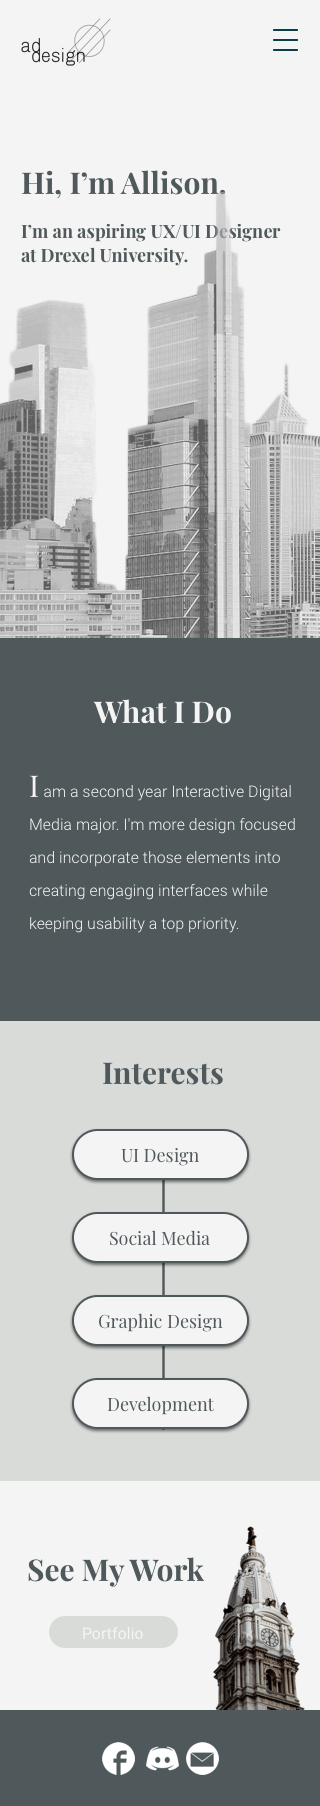 ad
design
Hi, I’m Allison.
I’m an aspiring UX/UI Designer
at Drexel University.
What I Do
I am a second year Interactive Digital
Media major. I'm more design focused
and incorporate those elements into
creating engaging interfaces while
keeping usability a top priority.
Interests
UI Design
Social Media
Graphic Design
Development
See My Work
Portfolio